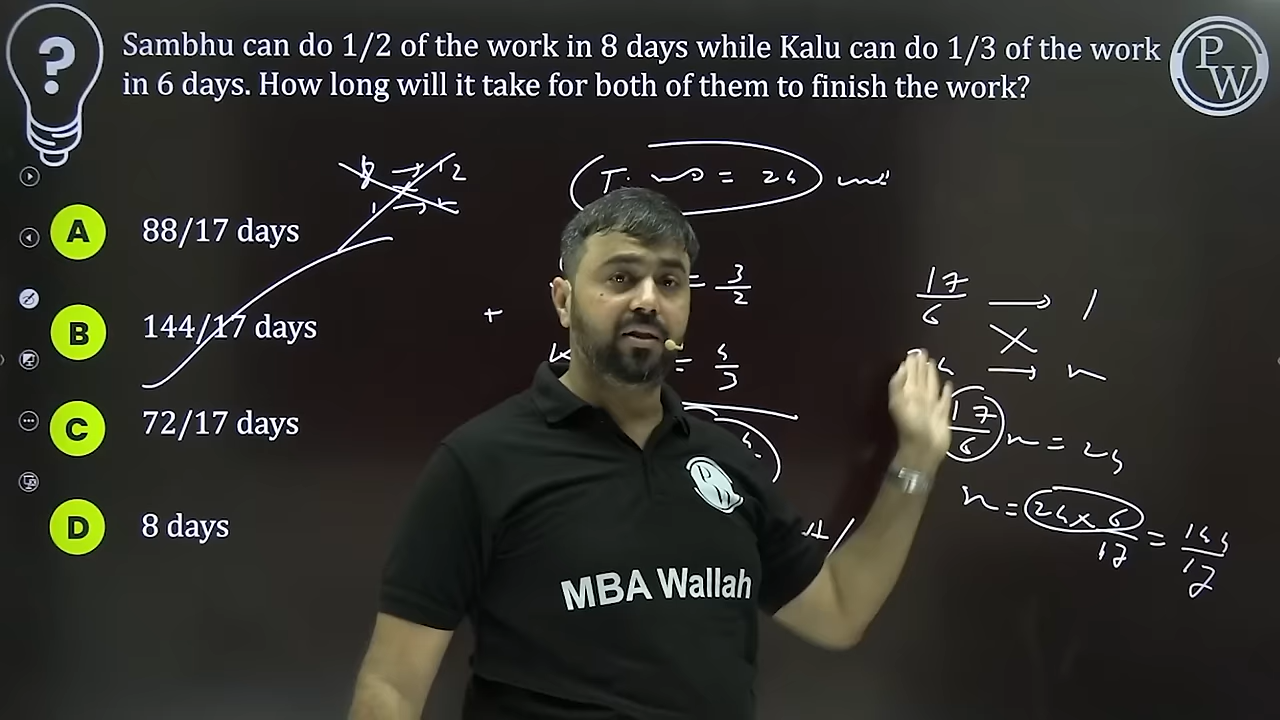 Sambhu can do 1/2 of the work in 8 days while Kalu can do 1/3 of the work
in 6 days. How long will it take for both of them to finish the work?
P
W
?
A 88/17 days
B 144/17 days
C 72/17 days
D 8 days
= 24
= 3/2
+
= 4/3
17/6 → 1
→ n
17/6 n = 24
n = 24 × 6 / 17 = 144/17
PW
MBA Wallah